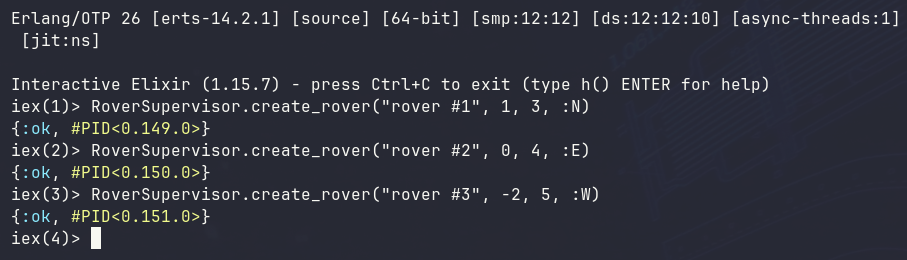 Erlang/OTP 26 [erts-14.2.1] [source] [64-bit] [smp:12:12] [ds:12:12:10] [async-threads:1]
[jit:ns]
Interactive Elixir (1.15.7) - press Ctrl+C to exit (type h() ENTER for help)
iex(1)> RoverSupervisor.create_rover("rover #1", 1, 3, :N)
{:ok, #PID<0.149.0>}
iex(2)> RoverSupervisor.create_rover("rover #2", 0, 4, :E)
{:ok, #PID<0.150.0>}
iex(3)> RoverSupervisor.create_rover("rover #3", -2, 5, :W)
{:ok, #PID<0.151.0>}
iex(4)>